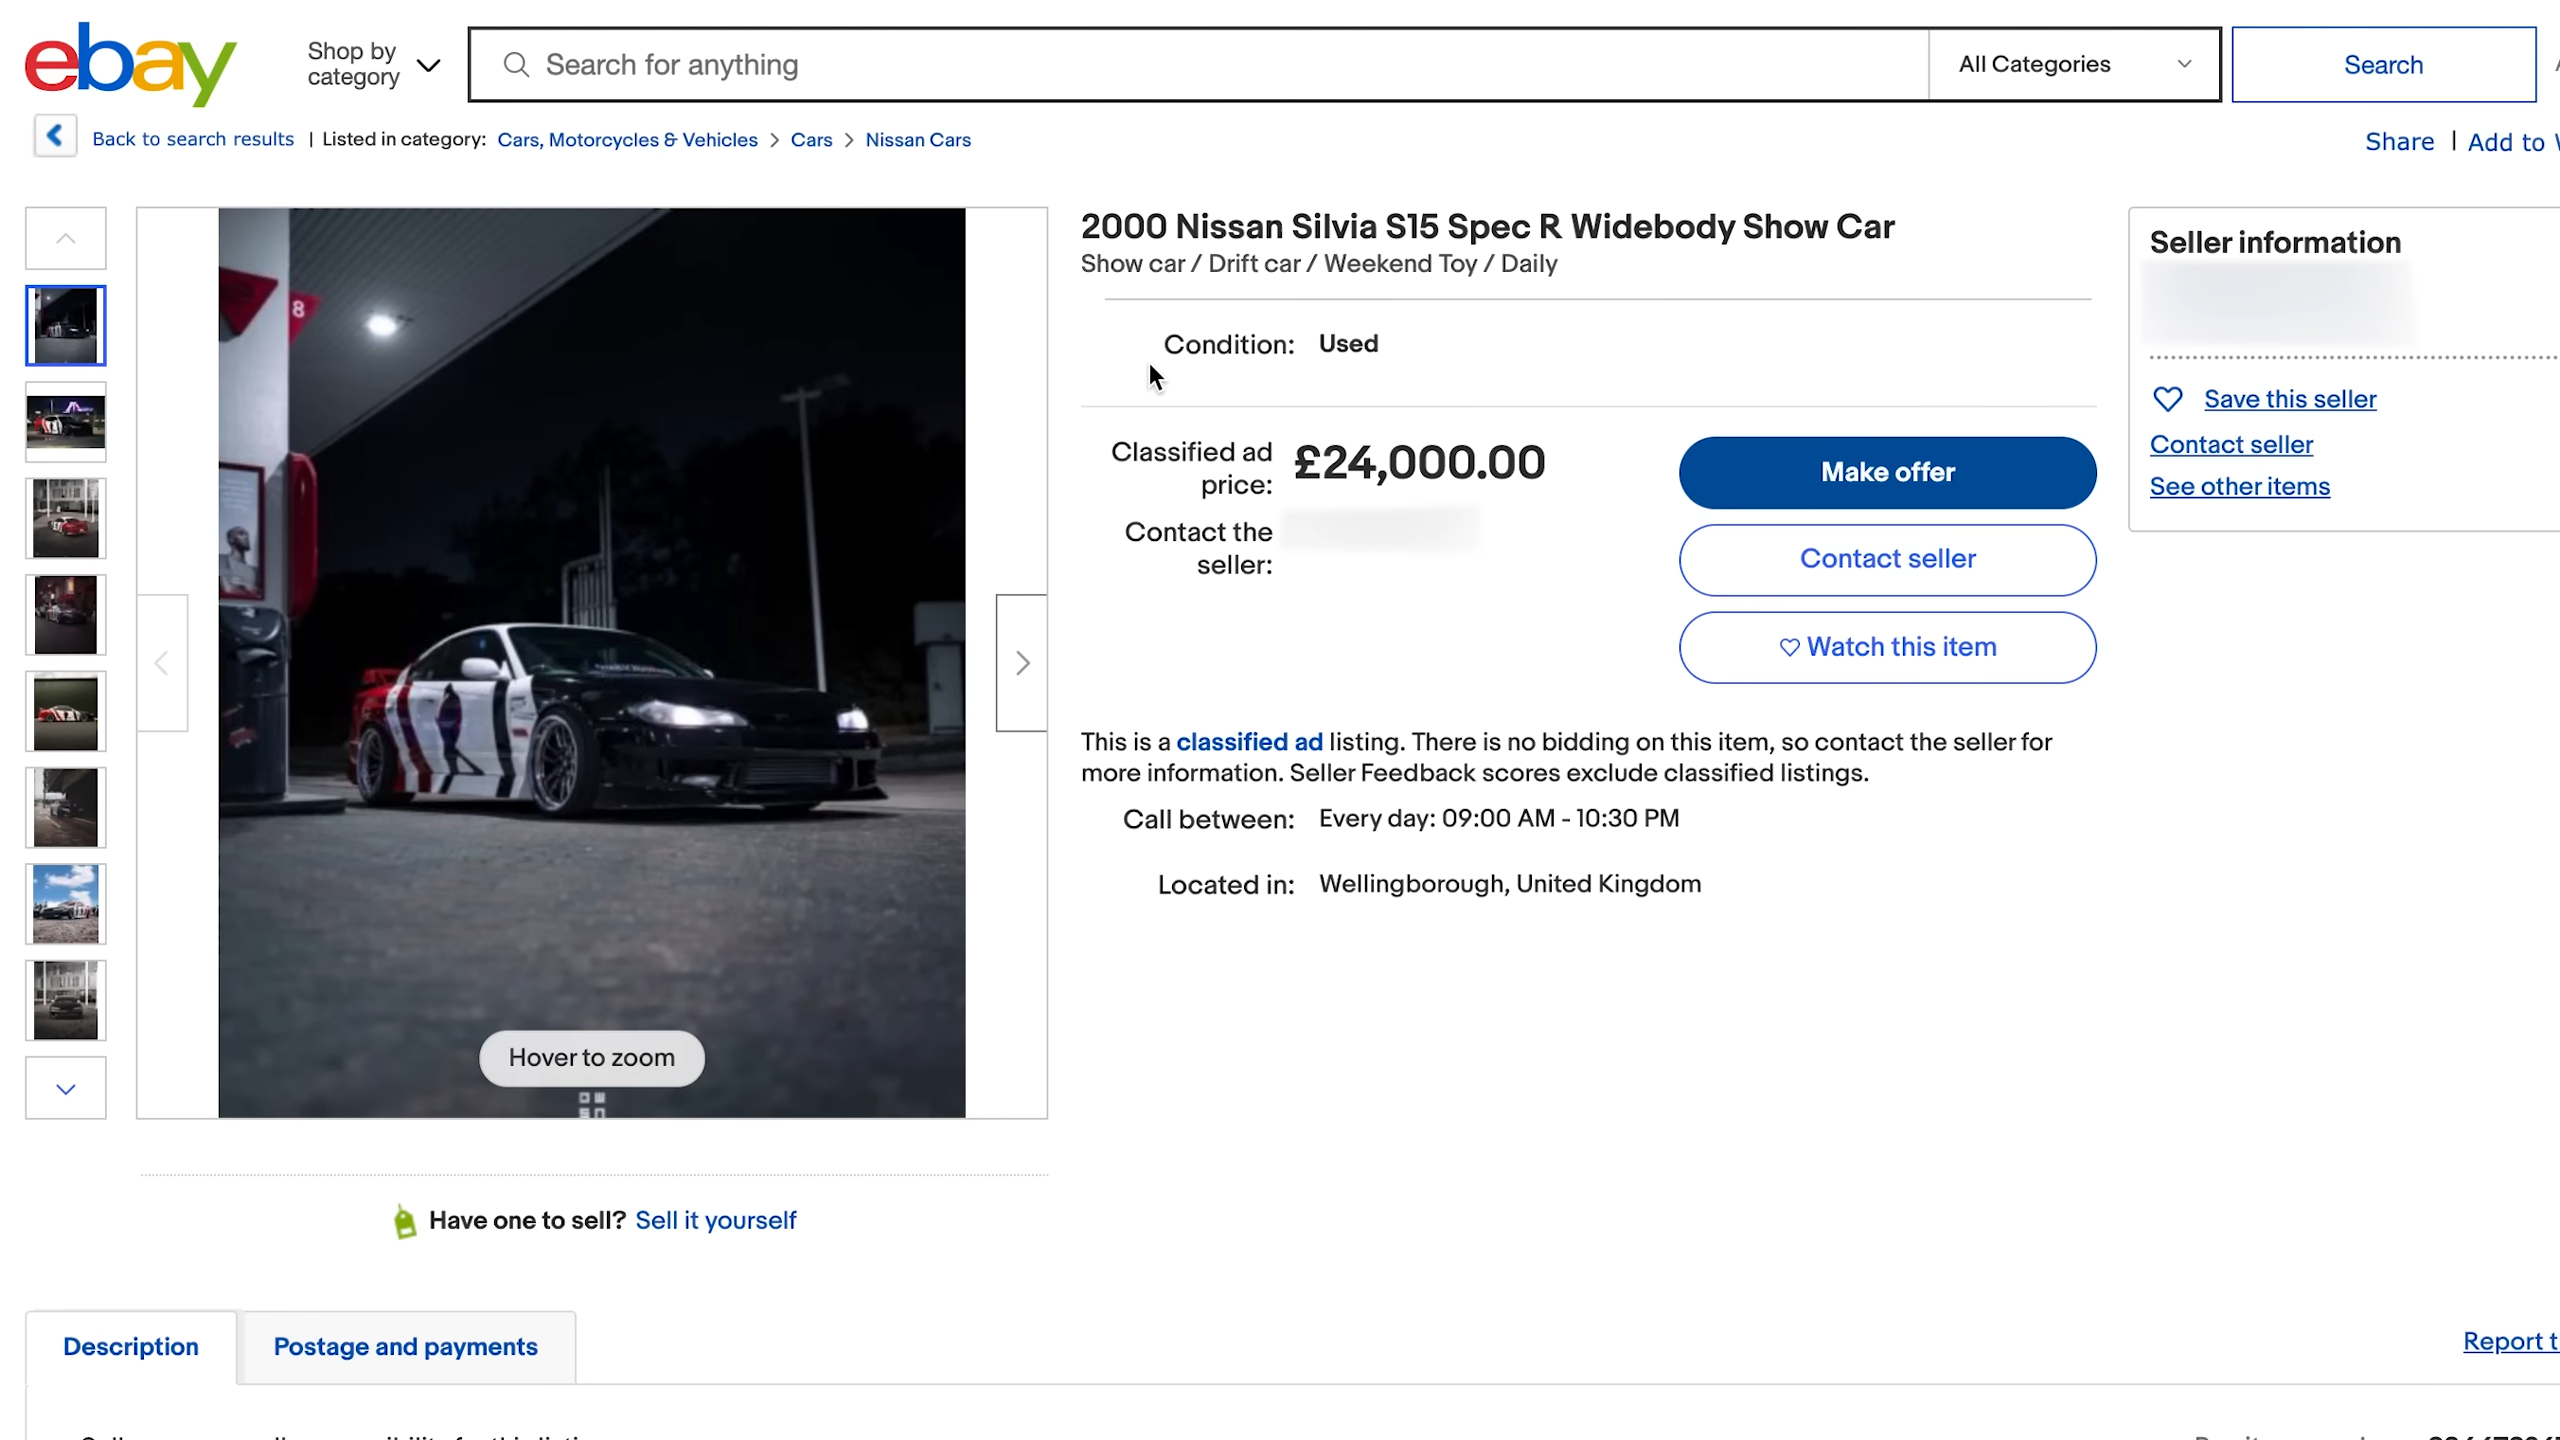 ebay
Shop by
category
Search for anything
All Categories
Search
Back to search results | Listed in category: Cars, Motorcycles & Vehicles > Cars > Nissan Cars
Share | Add to
2000 Nissan Silvia S15 Spec R Widebody Show Car
Show car / Drift car / Weekend Toy / Daily
Seller information
Condition: Used
Save this seller
Contact seller
See other items
Classified ad
price: £24,000.00
Make offer
Contact the
seller:
Contact seller
Watch this item
This is a classified ad listing. There is no bidding on this item, so contact the seller for
more information. Seller Feedback scores exclude classified listings.
Call between: Every day: 09:00 AM - 10:30 PM
Located in: Wellingborough, United Kingdom
8
Hover to zoom
Have one to sell? Sell it yourself
Description
Postage and payments
Report t